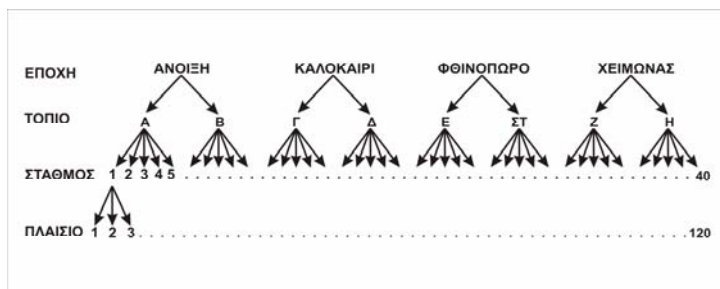 ΕΠΟΧΗ ΑΝΟΙΞΗ ΚΑΛΟΚΑΙΡΙ ΦΘΙΝΟΠΩΡΟ ΧΕΙΜΩΝΑΣ
ΤΟΠΙΟ Α Β Γ Δ Ε ΣΤ Ζ Η
ΣΤΑΘΜΟΣ 1 2 3 4 5 . . . . . . . . . . . . . . . . . . . . . . . . . . . . . . 40
ΠΛΑΙΣΙΟ 1 2 3 . . . . . . . . . . . . . . . . . . . . . . . . . . . . . . 120